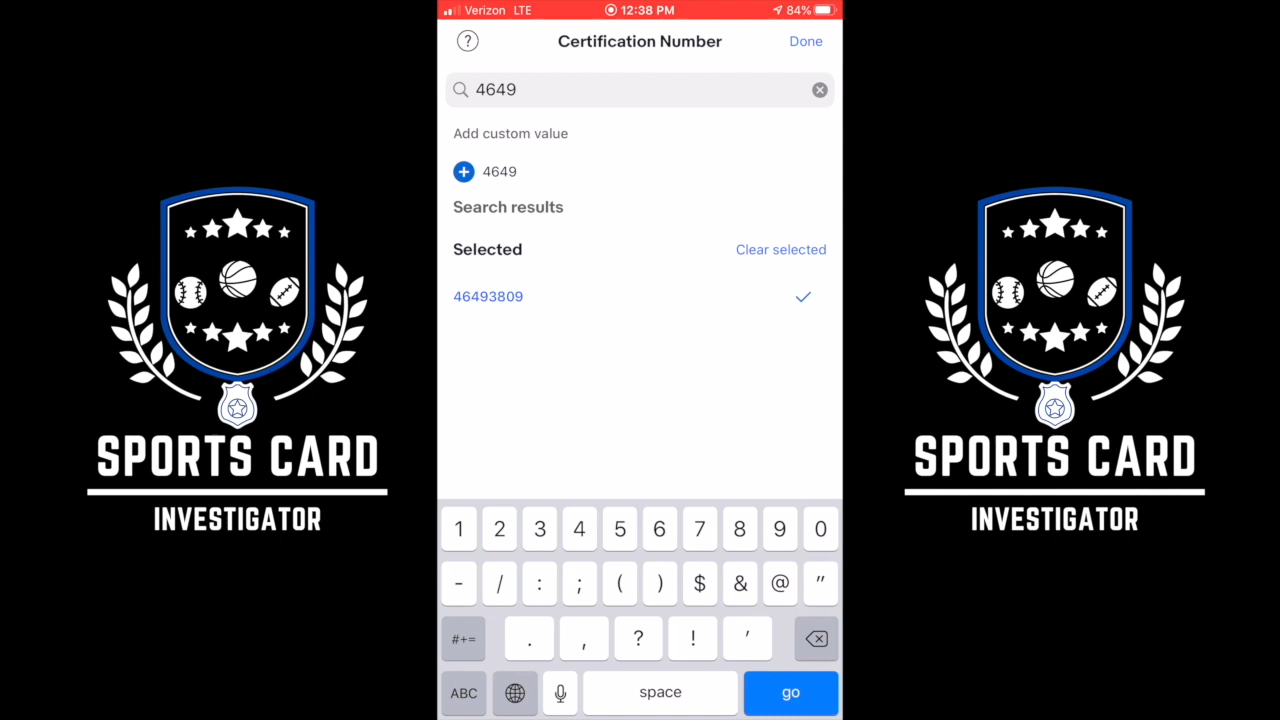 Verizon LTE 12:38 PM 84%
? Certification Number Done
4649
Add custom value
4649
Search results
Selected Clear selected
46493809
SPORTS CARD
INVESTIGATOR
SPORTS CARD
INVESTIGATOR
1 2 3 4 5 6 7 8 9 0
- / : ; ( ) $ & @ "
#+= . , ? ! '
ABC space go